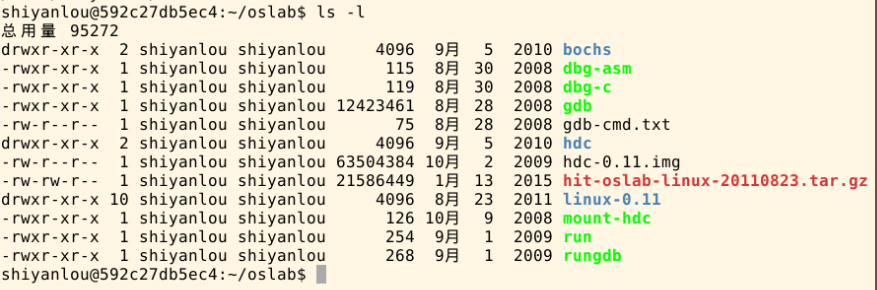 shiyanlou@592c27db5ec4:~/oslab$ ls -l
总用量 95272
drwxr-xr-x  2 shiyanlou shiyanlou     4096  9月  5  2010 bochs
-rwxr-xr-x  1 shiyanlou shiyanlou      115  8月 30  2008 dbg-asm
-rwxr-xr-x  1 shiyanlou shiyanlou      119  8月 30  2008 dbg-c
-rwxr-xr-x  1 shiyanlou shiyanlou 12423461  8月 28  2008 gdb
-rw-r--r--  1 shiyanlou shiyanlou       75  8月 28  2008 gdb-cmd.txt
drwxr-xr-x  2 shiyanlou shiyanlou     4096  9月  5  2010 hdc
-rw-r--r--  1 shiyanlou shiyanlou 63504384 10月  2  2009 hdc-0.11.img
-rw-rw-r--  1 shiyanlou shiyanlou 21586449  1月 13  2015 hit-oslab-linux-20110823.tar.gz
drwxr-xr-x 10 shiyanlou shiyanlou     4096  8月 23  2011 linux-0.11
-rwxr-xr-x  1 shiyanlou shiyanlou      126 10月  9  2008 mount-hdc
-rwxr-xr-x  1 shiyanlou shiyanlou      254  9月  1  2009 run
-rwxr-xr-x  1 shiyanlou shiyanlou      268  9月  1  2009 rungdb
shiyanlou@592c27db5ec4:~/oslab$